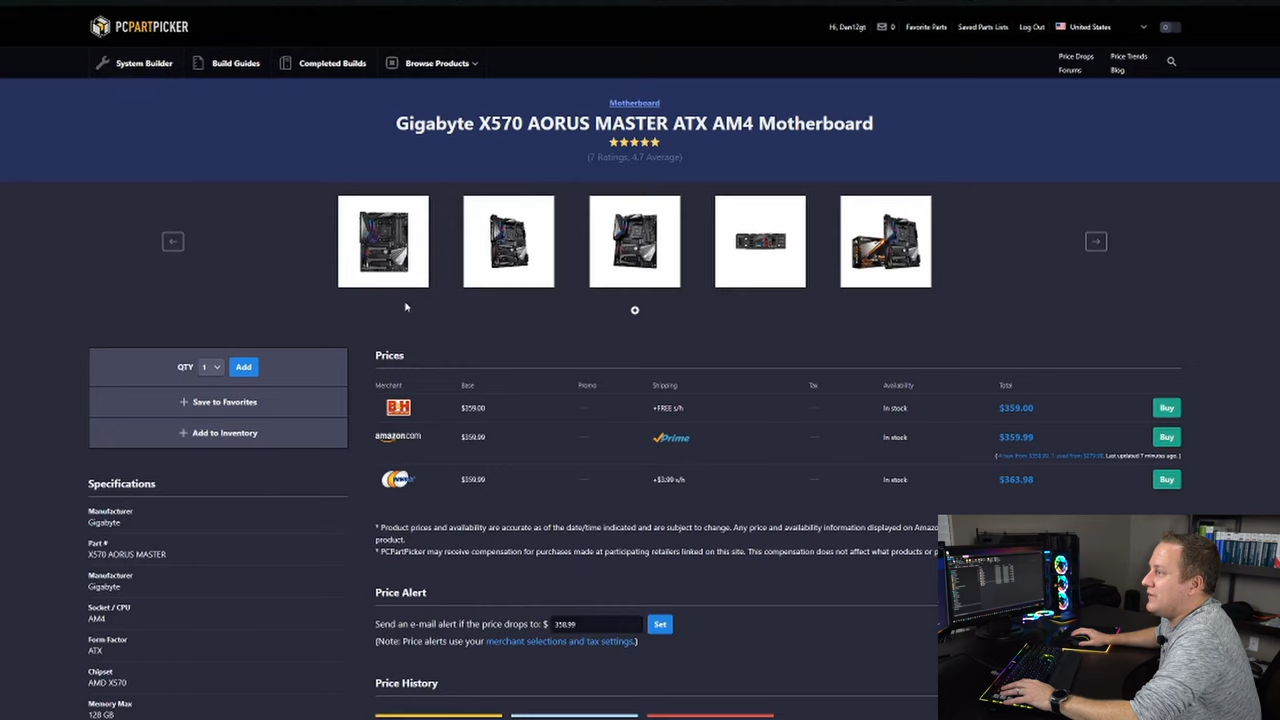 PCPARTPICKER
Hi, Dan12gt
0
Favorite Parts
Saved Parts Lists
Log Out
United States
System Builder
Build Guides
Completed Builds
Browse Products
Price Drops
Price Trends
Forums
Blog
Motherboard
Gigabyte X570 AORUS MASTER ATX AM4 Motherboard
(7 Ratings, 4.7 Average)
QTY 1 Add
+ Save to Favorites
+ Add to Inventory
Specifications
Manufacturer
Gigabyte
Part #
X570 AORUS MASTER
Manufacturer
Gigabyte
Socket / CPU
AM4
Form Factor
ATX
Chipset
AMD X570
Memory Max
128 GB
Prices
Merchant Base Promo Shipping Tax Availability Total
BH $359.00 — +FREE s/h — In stock $359.00 Buy
amazon.com $359.99 — Prime — In stock $359.99 Buy
Last updated 7 minutes ago. )
$359.99 — +$3.99 s/h — In stock $363.98 Buy
* Product prices and availability are accurate as of the date/time indicated and are subject to change. Any price and availability information displayed on Amazo
product.
* PCPartPicker may receive compensation for purchases made at participating retailers linked on this site. This compensation does not affect what products or p
Price Alert
Send an e-mail alert if the price drops to: $ 358.99 Set
(Note: Price alerts use your merchant selections and tax settings.)
Price History